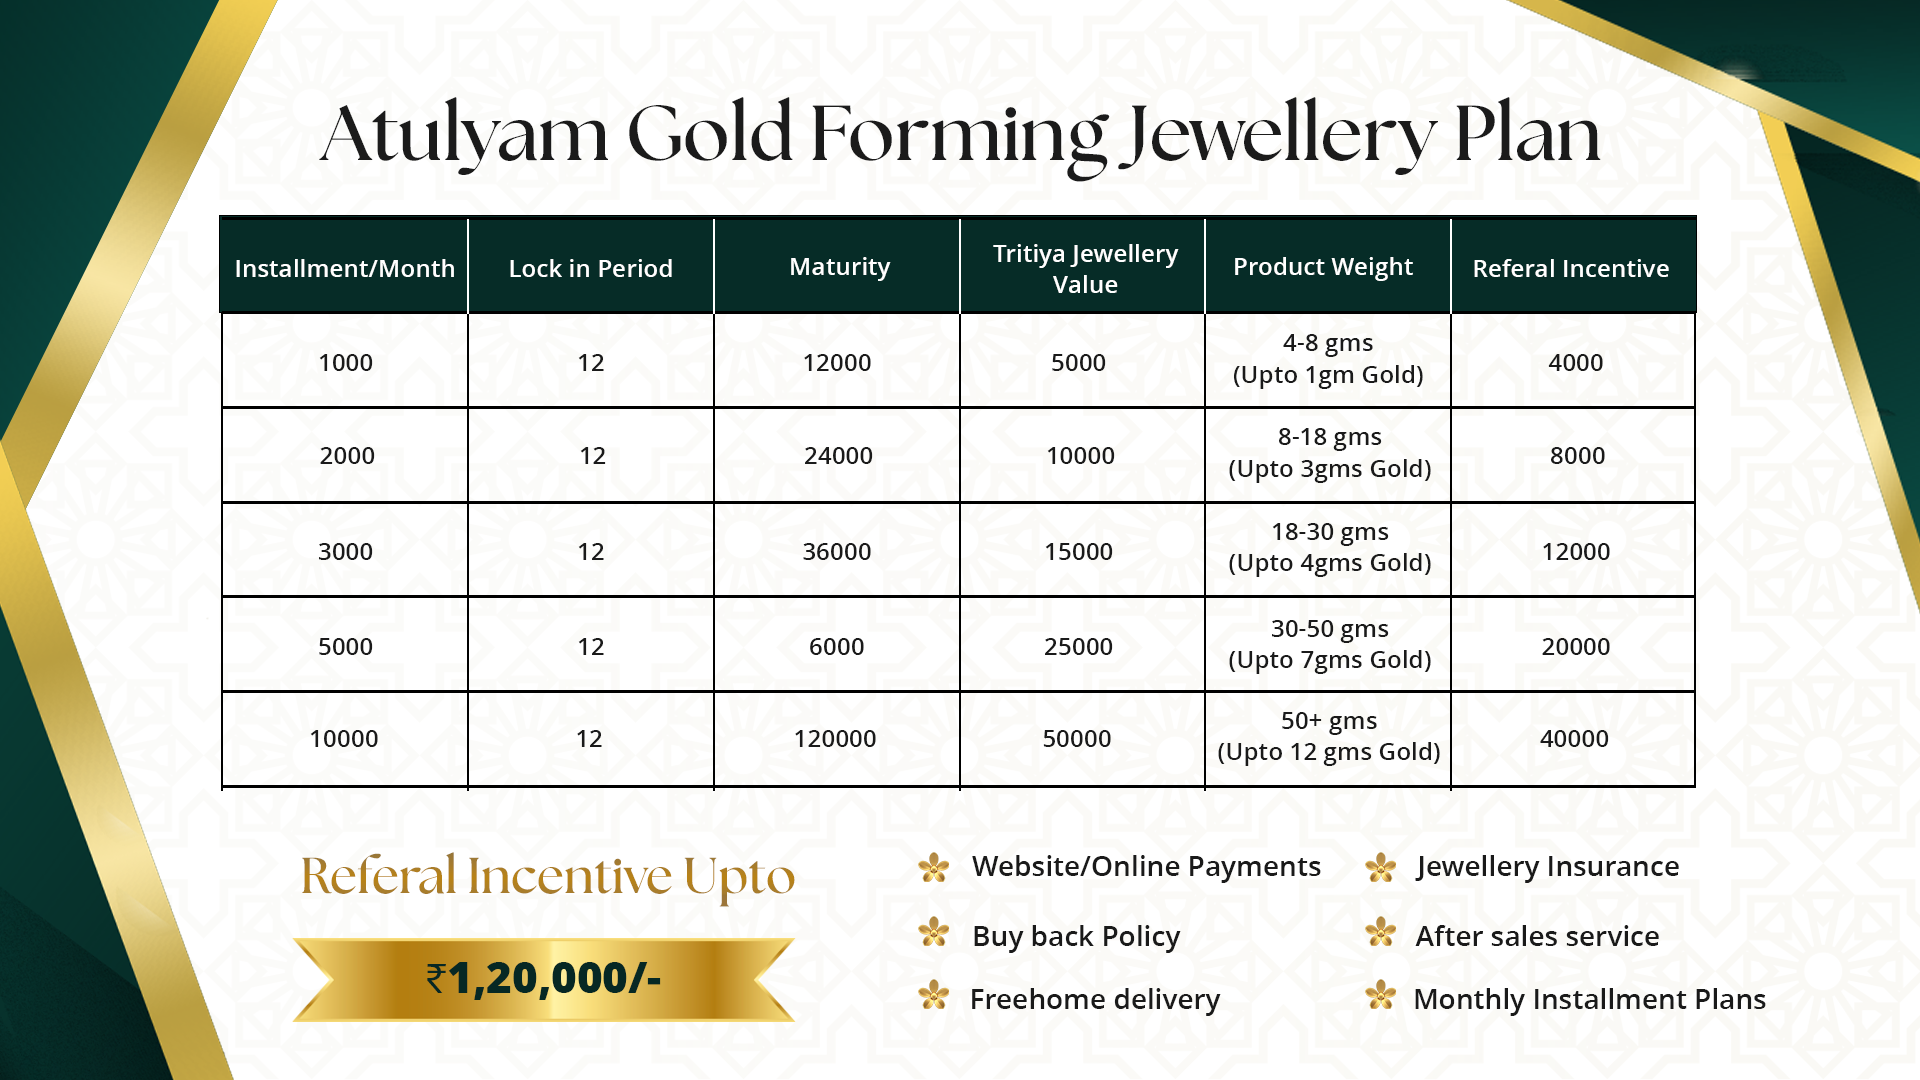 Atulyam Gold Forming Jewellery Plan
Installment/Month Lock in Period Maturity Tritiya Jewellery Value Product Weight Referal Incentive
1000 12 12000 5000 4-8 gms (Upto 1gm Gold) 4000
2000 12 24000 10000 8-18 gms (Upto 3gms Gold) 8000
3000 12 36000 15000 18-30 gms (Upto 4gms Gold) 12000
5000 12 6000 25000 30-50 gms (Upto 7gms Gold) 20000
10000 12 120000 50000 50+ gms (Upto 12 gms Gold) 40000
Referal Incentive Upto
₹1,20,000/-
Website/Online Payments
Buy back Policy
Freehome delivery
Jewellery Insurance
After sales service
Monthly Installment Plans